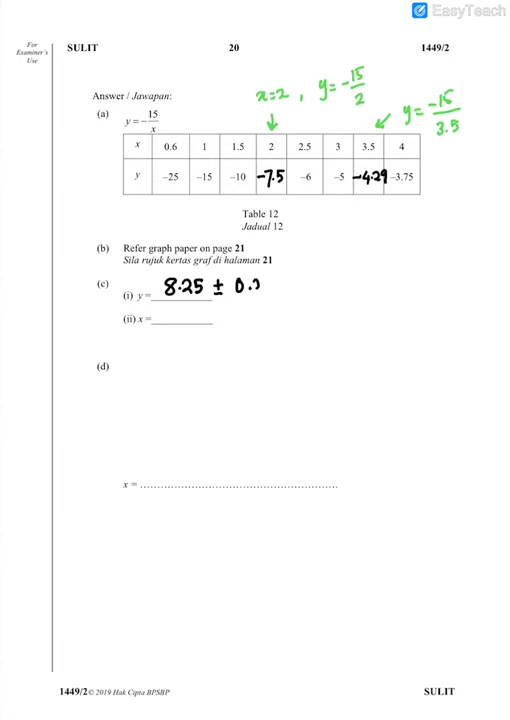 EasyTeach
For
Examiner's
Use
SULIT 20 1449/2
Answer / Jawapan:
x=2 , y= -15/2
y= -15/3.5
(a) y = -15/x
x 0.6 1 1.5 2 2.5 3 3.5 4
y –25 –15 –10 -7.5 –6 –5 -4.29 –3.75
Table 12
Jadual 12
(b) Refer graph paper on page 21
Sila rujuk kertas graf di halaman 21
(c)
(i) y = 8.25 ± 0.
(ii) x =
(d)
x = ............................................................
1449/2 © 2019 Hak Cipta BPSBP SULIT